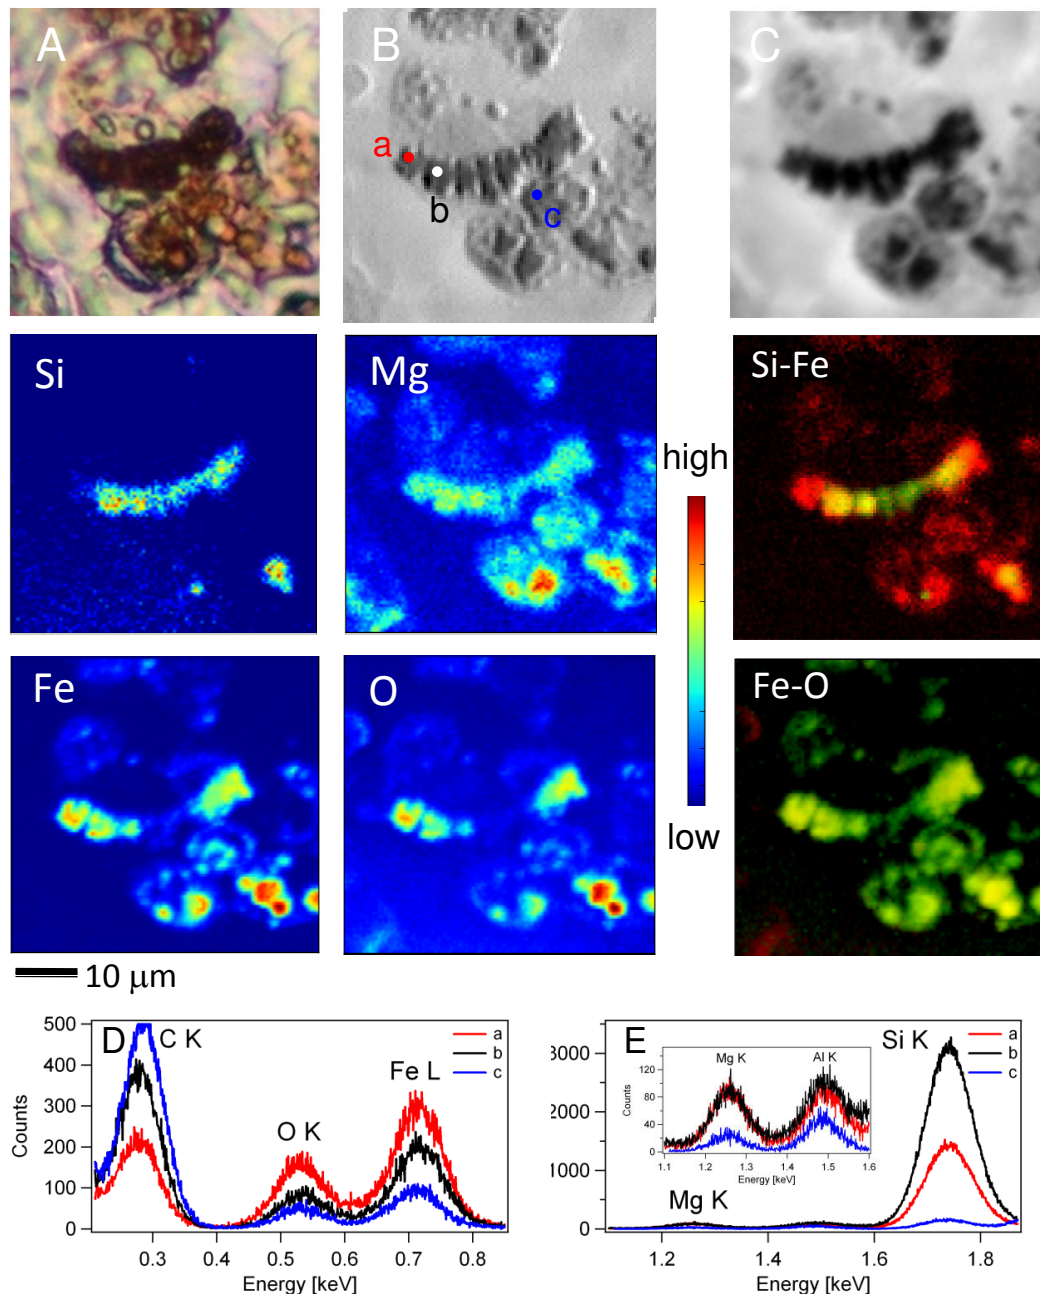 A
B
C
a
b
c
Si
Mg
Si-Fe
high
low
Fe
O
Fe-O
10 μm
D
C K
O K
Fe L
a
b
c
500
400
300
200
100
0
Counts
0.3
0.4
0.5
0.6
0.7
0.8
Energy [keV]
E
Si K
a
b
c
3000
2000
1000
0
Mg K
1.2
1.4
1.6
1.8
Energy [keV]
Mg K
Al K
120
80
40
0
Counts
1.1
1.2
1.3
1.4
1.5
1.6
Energy [keV]